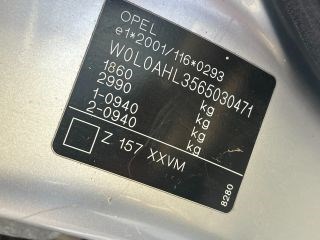 OPEL
e1*2001/116*0293
W0L0AHL3565030471
1860 kg
2990 kg
1-0940 kg
2-0940 kg
Z 157 XXVM
8280